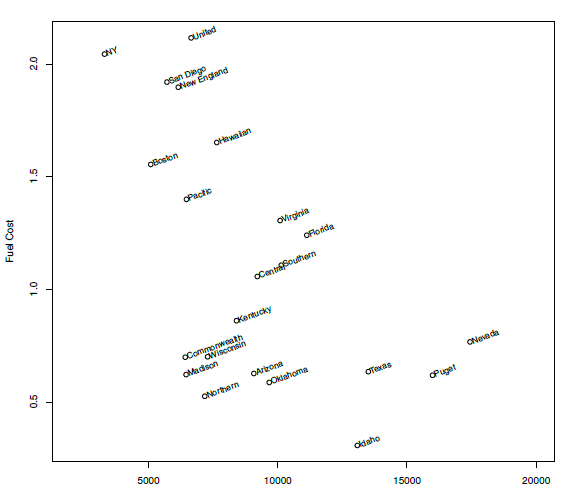 United
NY
San Diego
New England
Hawaiian
Boston
Pacific
Virginia
Florida
Southern
Central
Kentucky
Commonwealth
Wisconsin
Nevada
Madison
Arizona
Texas
Puget
Oklahoma
Northern
Idaho
Fuel Cost
2.0
1.5
1.0
0.5
5000
10000
15000
20000